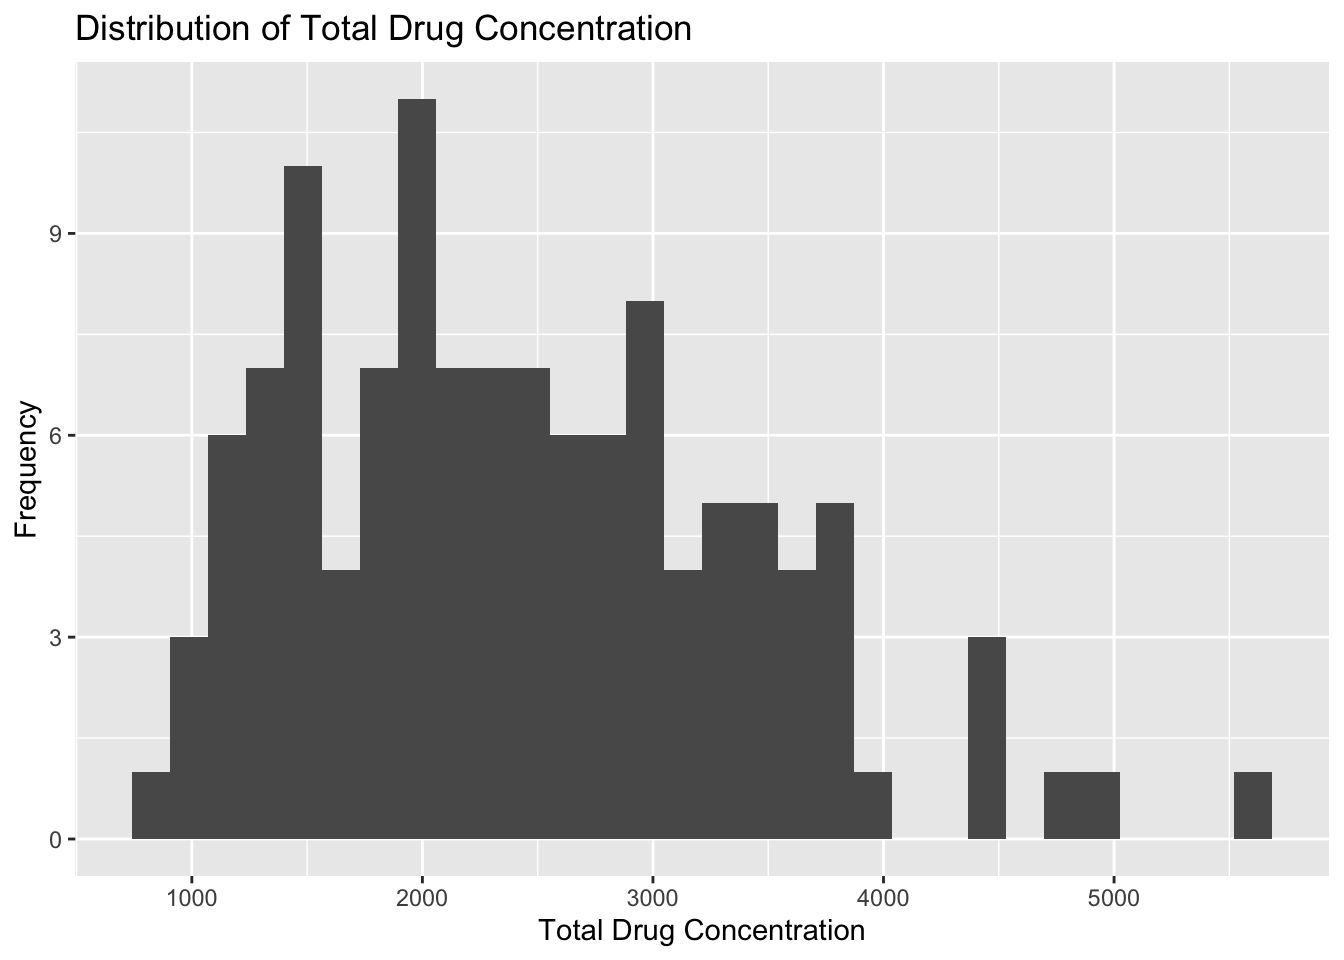 Distribution of Total Drug Concentration
9
6
3
0
Frequency
1000 2000 3000 4000 5000
Total Drug Concentration